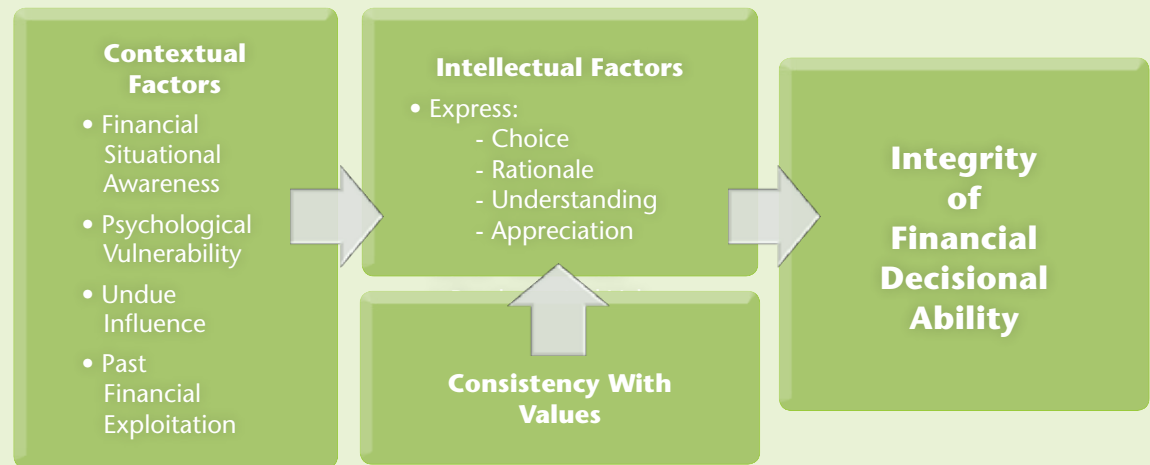 Contextual
Factors
• Financial
Situational
Awareness
• Psychological
Vulnerability
• Undue
Influence
• Past
Financial
Exploitation
Intellectual Factors
• Express:
- Choice
- Rationale
- Understanding
- Appreciation
Consistency With
Values
Integrity
of
Financial
Decisional
Ability